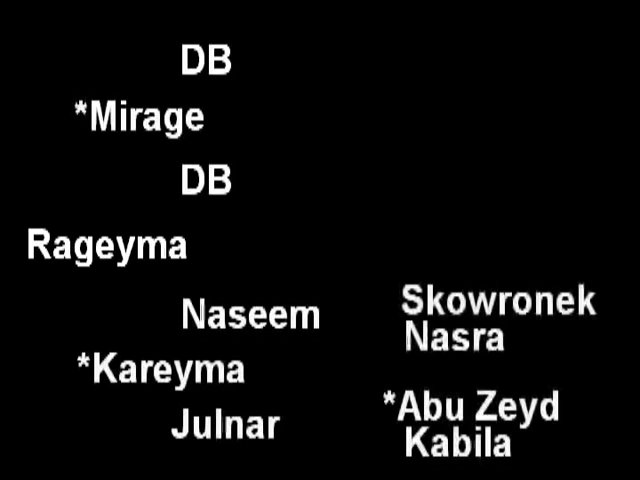 DB
*Mirage
DB
Rageyma
Naseem
Skowronek
Nasra
*Kareyma
Julnar
*Abu Zeyd
Kabila